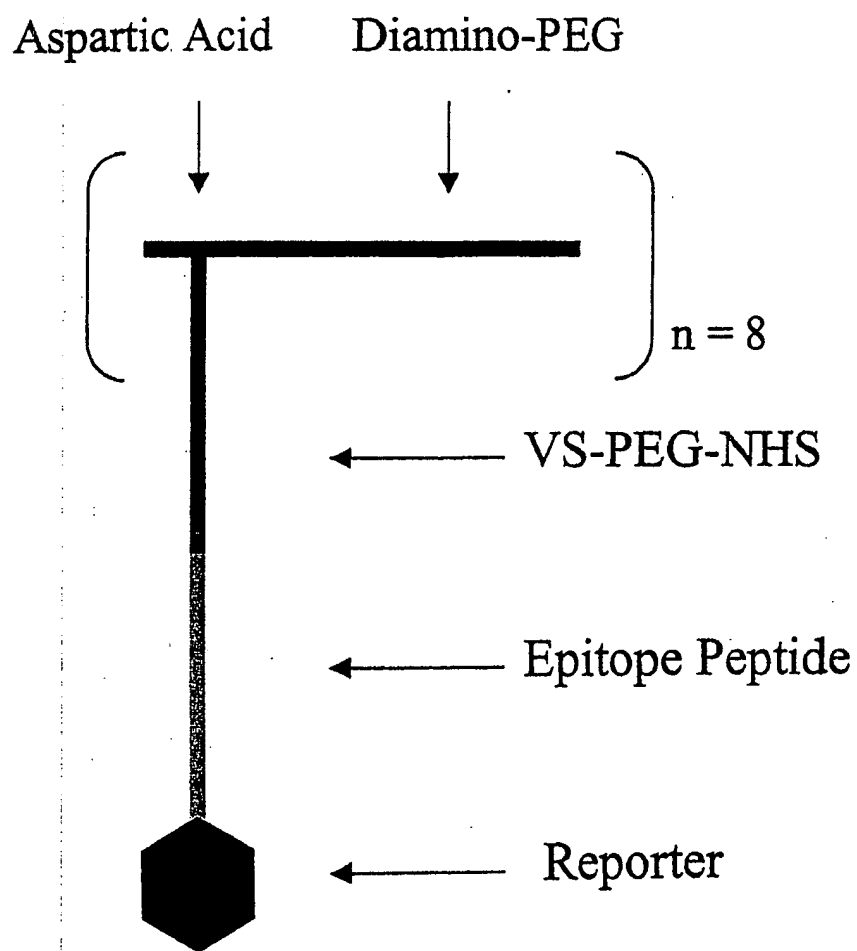 Aspartic Acid Diamino-PEG
n = 8
VS-PEG-NHS
Epitope Peptide
Reporter